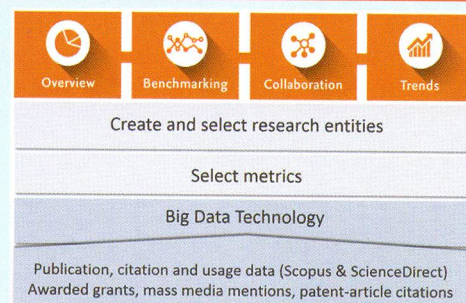 Overview Benchmarking Collaboration Trends
Create and select research entities
Select metrics
Big Data Technology
Publication, citation and usage data (Scopus & ScienceDirect)
Awarded grants, mass media mentions, patent-article citations